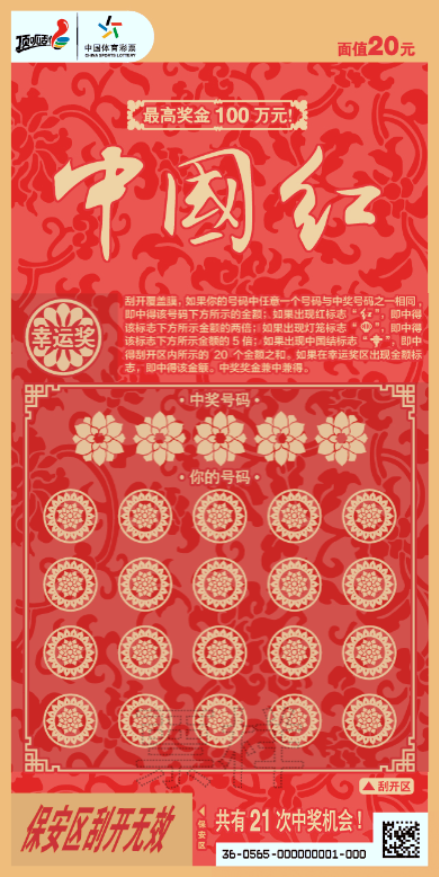 顶呱刮
中国体育彩票
CHINA SPORTS LOTTERY
面值20元
最高奖金 100 万元!
中國红
幸运奖
刮开覆盖膜，如果你的号码中任意一个号码与中奖号码之一相同，
即中得该号码下方所示的金额；如果出现红标志“红”，即中得
该标志下方所示金额的两倍；如果出现灯笼标志“”，即中得
该标志下方所示金额的 5 倍；如果出现中国结标志“”，即中
得刮开区内所示的 20 个金额之和。如果在幸运奖区出现金额标
志，即中得该金额。中奖奖金兼中兼得。
·中奖号码·
·你的号码·
票样
▲刮开区
保安区刮开无效
◀保安区
共有 21 次中奖机会！
36-0565-000000001-000